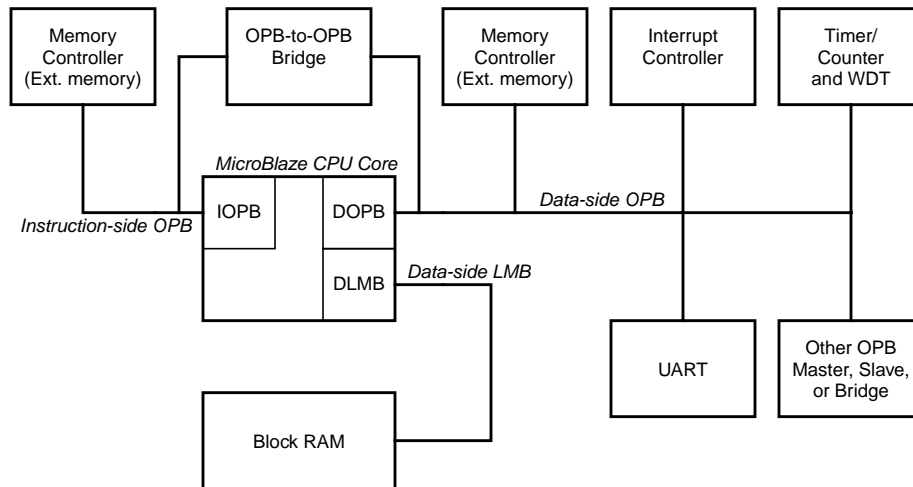 Memory
Controller
(Ext. memory)
OPB-to-OPB
Bridge
Memory
Controller
(Ext. memory)
Interrupt
Controller
Timer/
Counter
and WDT
MicroBlaze CPU Core
IOPB
DOPB
Data-side OPB
Instruction-side OPB
DLMB
Data-side LMB
UART
Other OPB
Master, Slave,
or Bridge
Block RAM